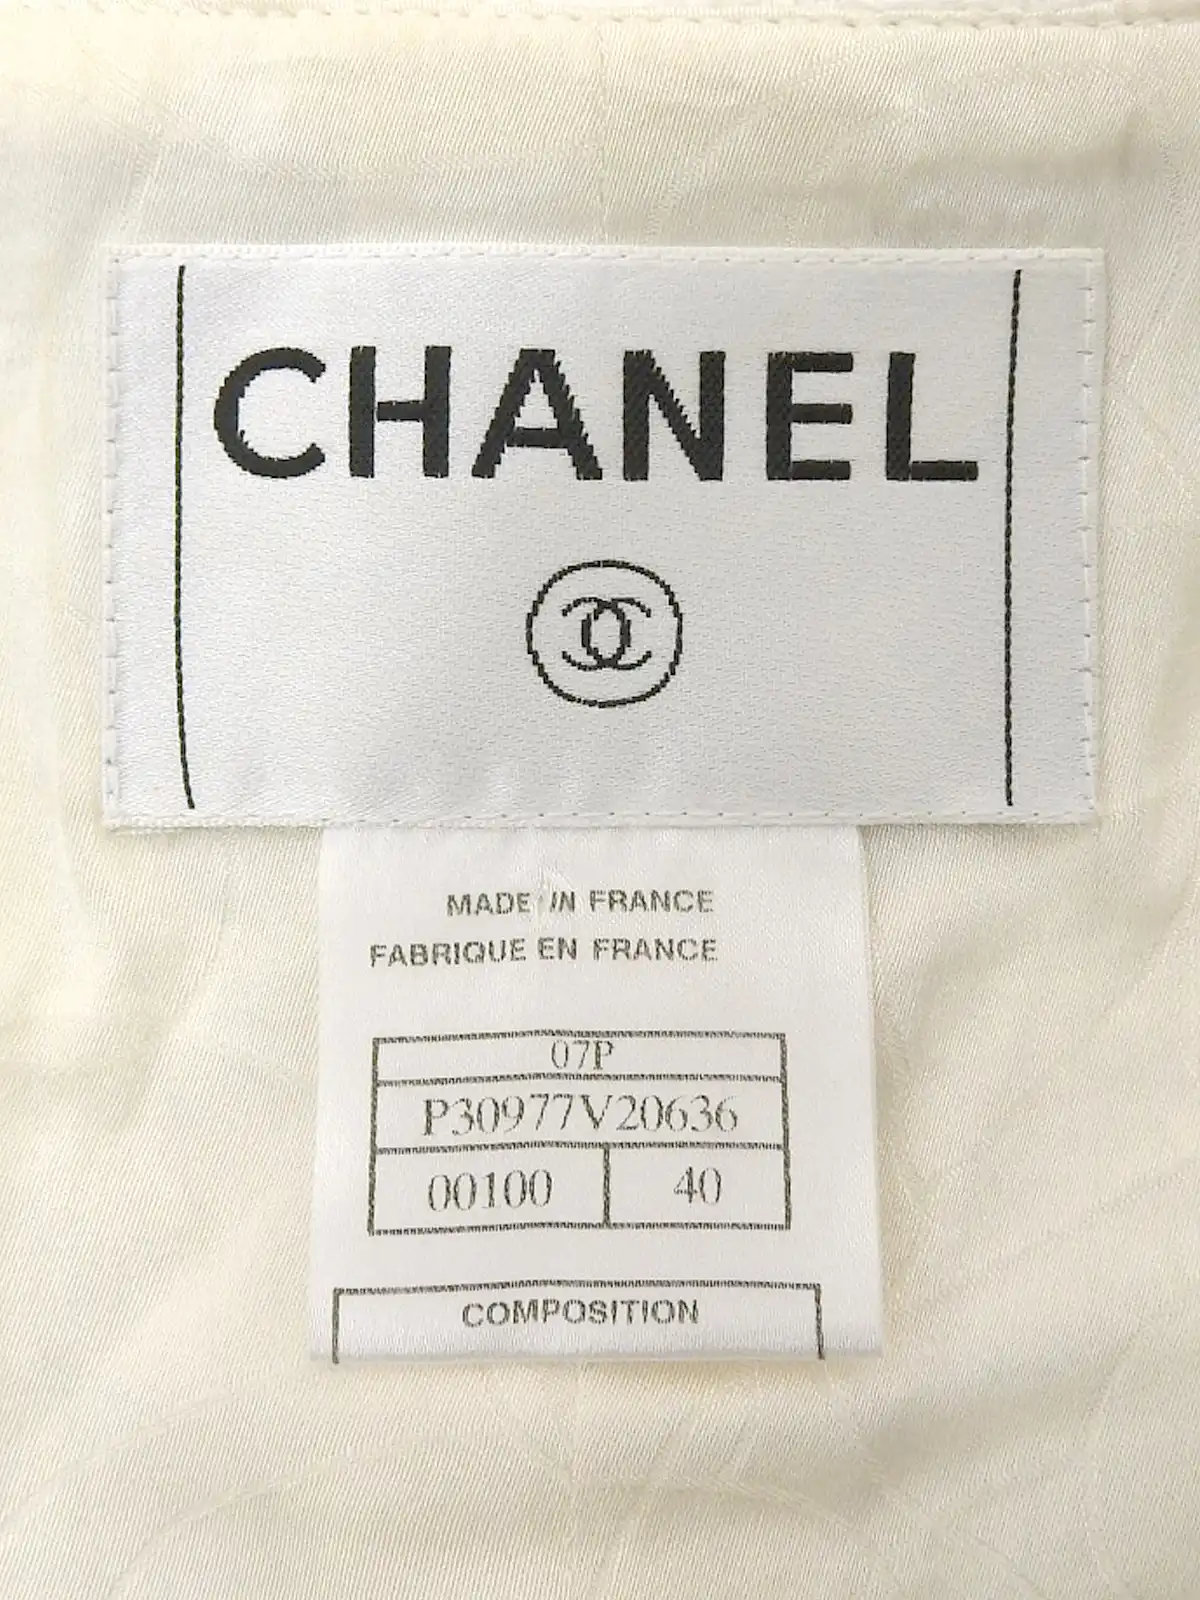 CHANEL
MADE IN FRANCE
FABRIQUE EN FRANCE
07P
P30977V20636
00100 40
COMPOSITION